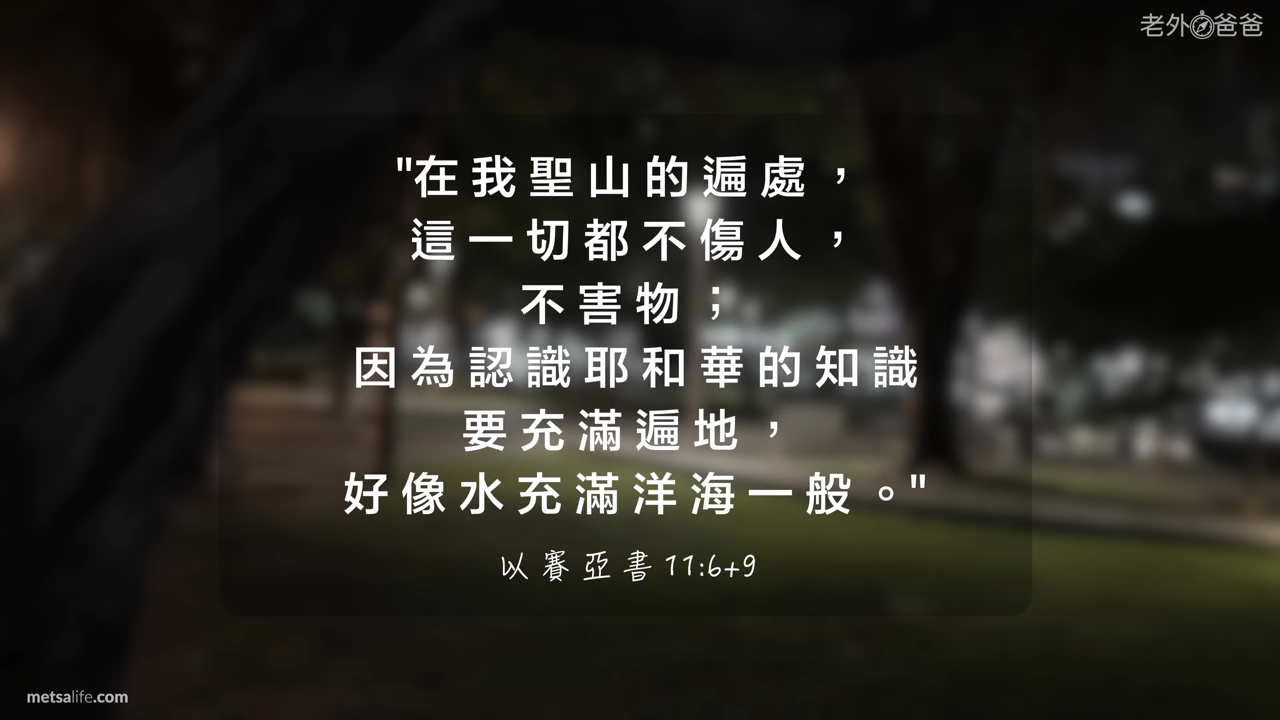 老外爸爸
"在我聖山的遍處，
這一切都不傷人，
不害物；
因為認識耶和華的知識
要充滿遍地，
好像水充滿洋海一般。"
以賽亞書 11:6+9
metsalife.com